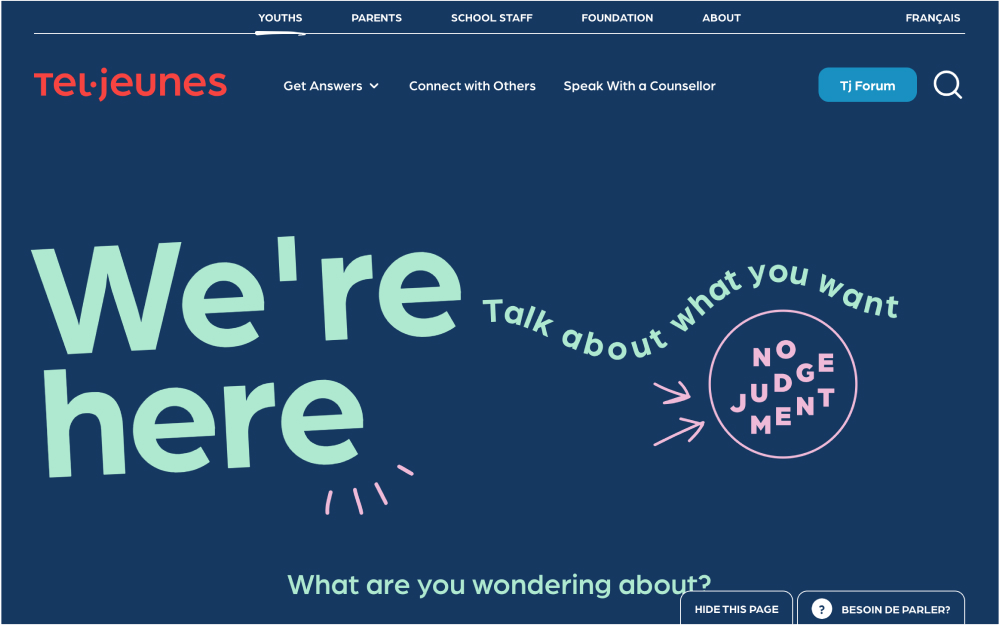 YOUTHS PARENTS SCHOOL STAFF FOUNDATION ABOUT FRANÇAIS
Tel·jeunes Get Answers Connect with Others Speak With a Counsellor Tj Forum
We're
here
Talk about what you want
NO
JUDGE
MENT
What are you wondering about?
HIDE THIS PAGE ? BESOIN DE PARLER?